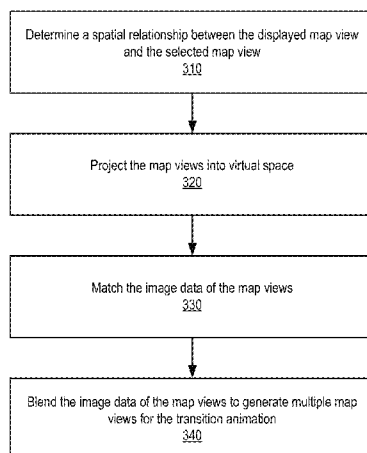 Determine a spatial relationship between the displayed map view
and the selected map view
310
Project the map views into virtual space
320
Match the image data of the map views
330
Blend the image data of the map views to generate multiple map
views for the transition animation
340